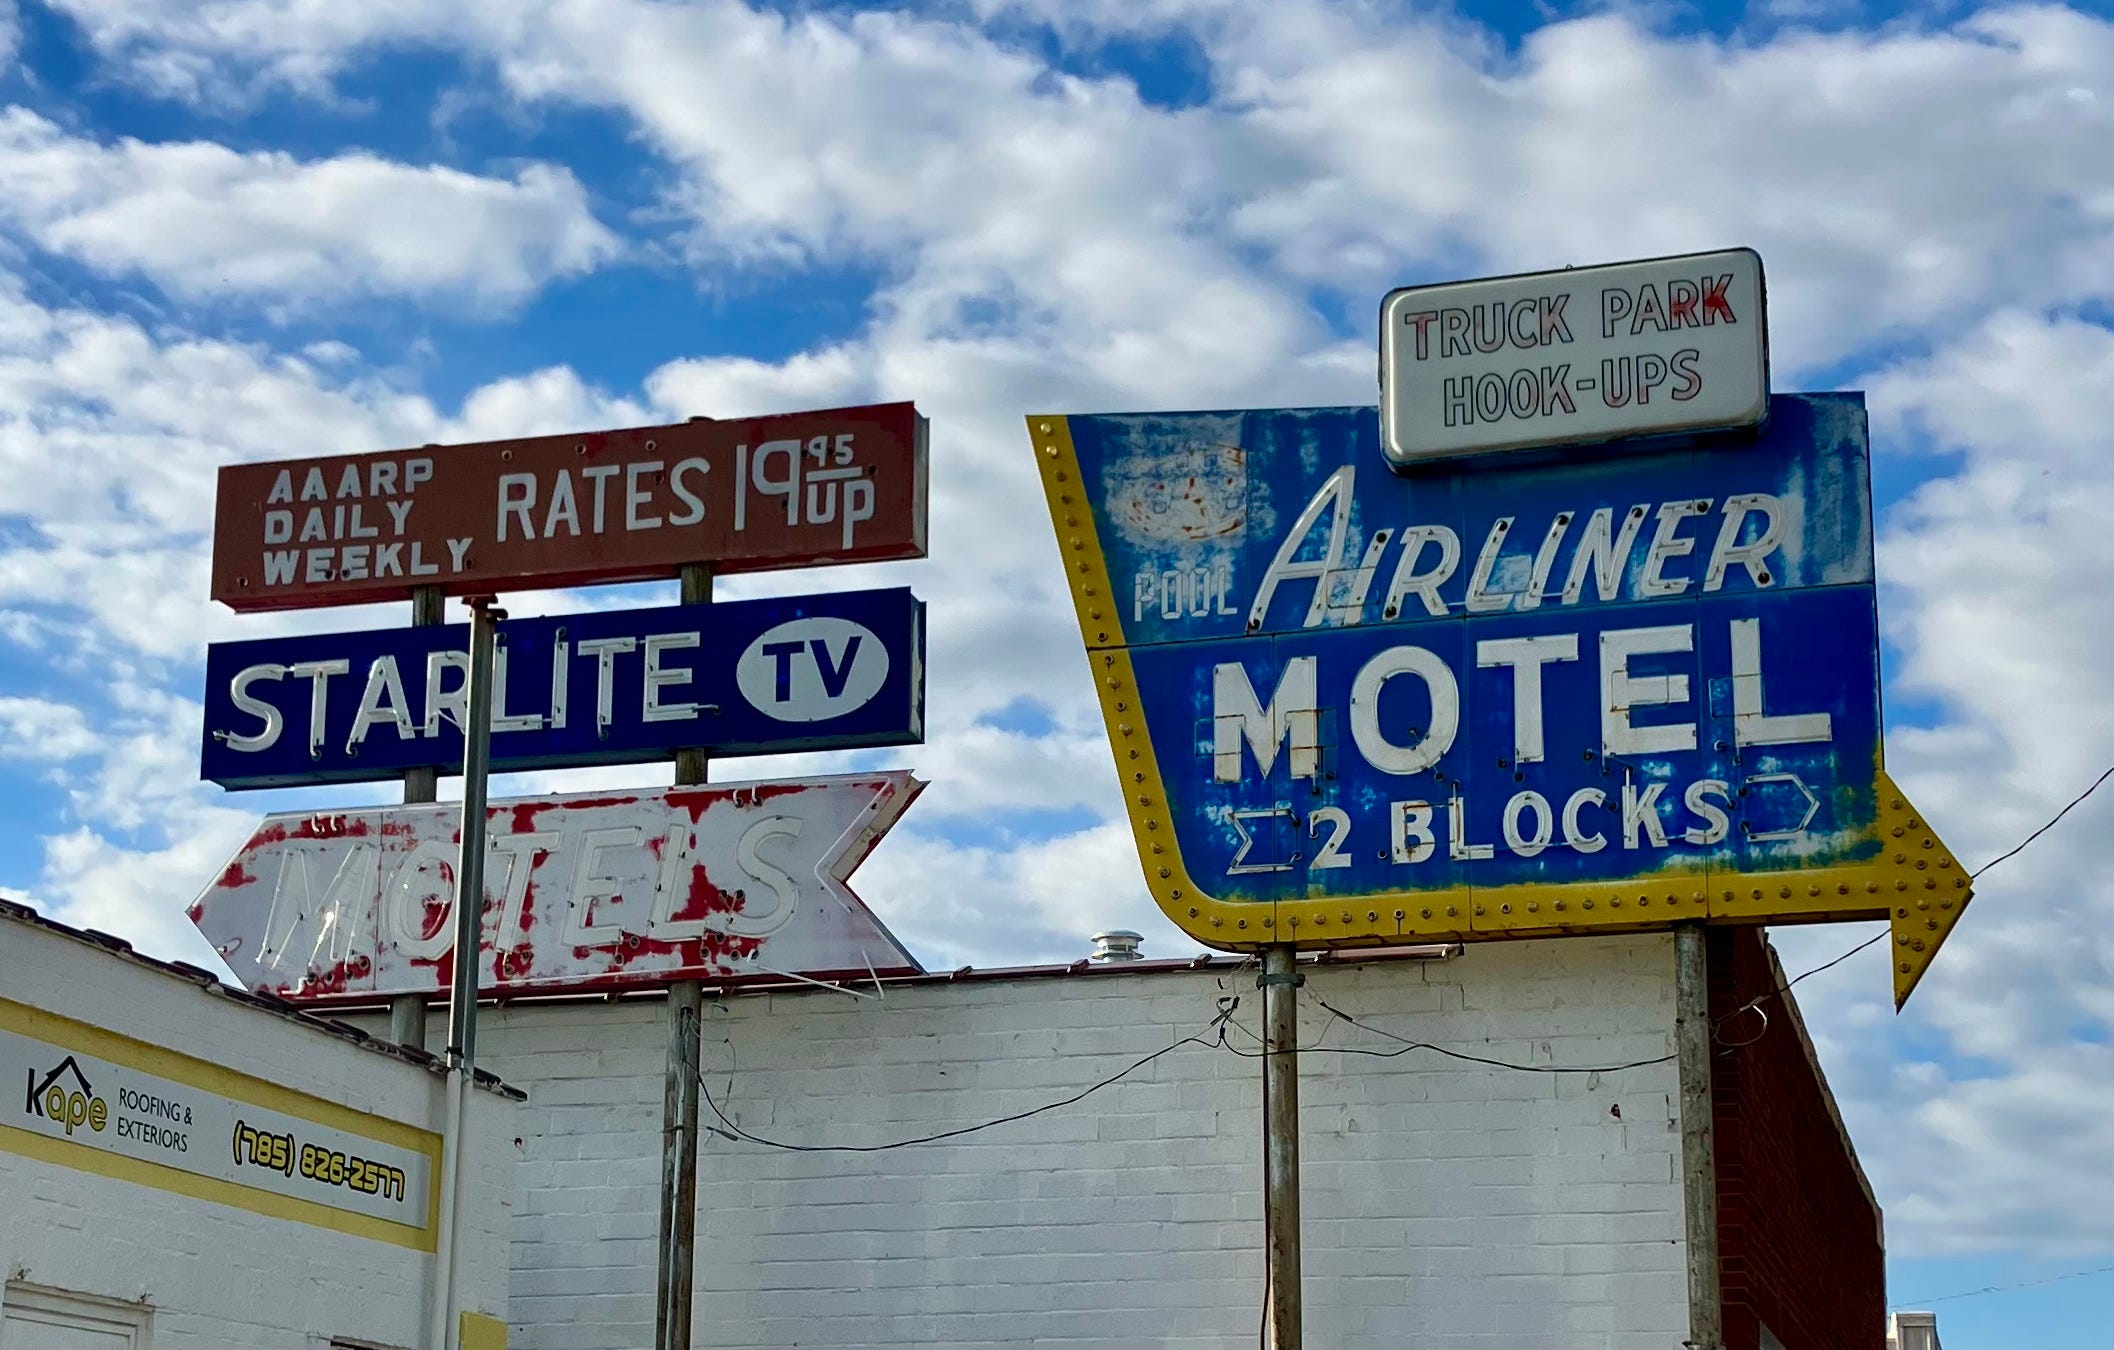 AAARP
DAILY
WEEKLY
RATES 19 95 UP
STARLITE TV
MOTELS
TRUCK PARK
HOOK-UPS
POOL
AIRLINER
MOTEL
2 BLOCKS
Kape
ROOFING &
EXTERIORS
(785) 826-2577